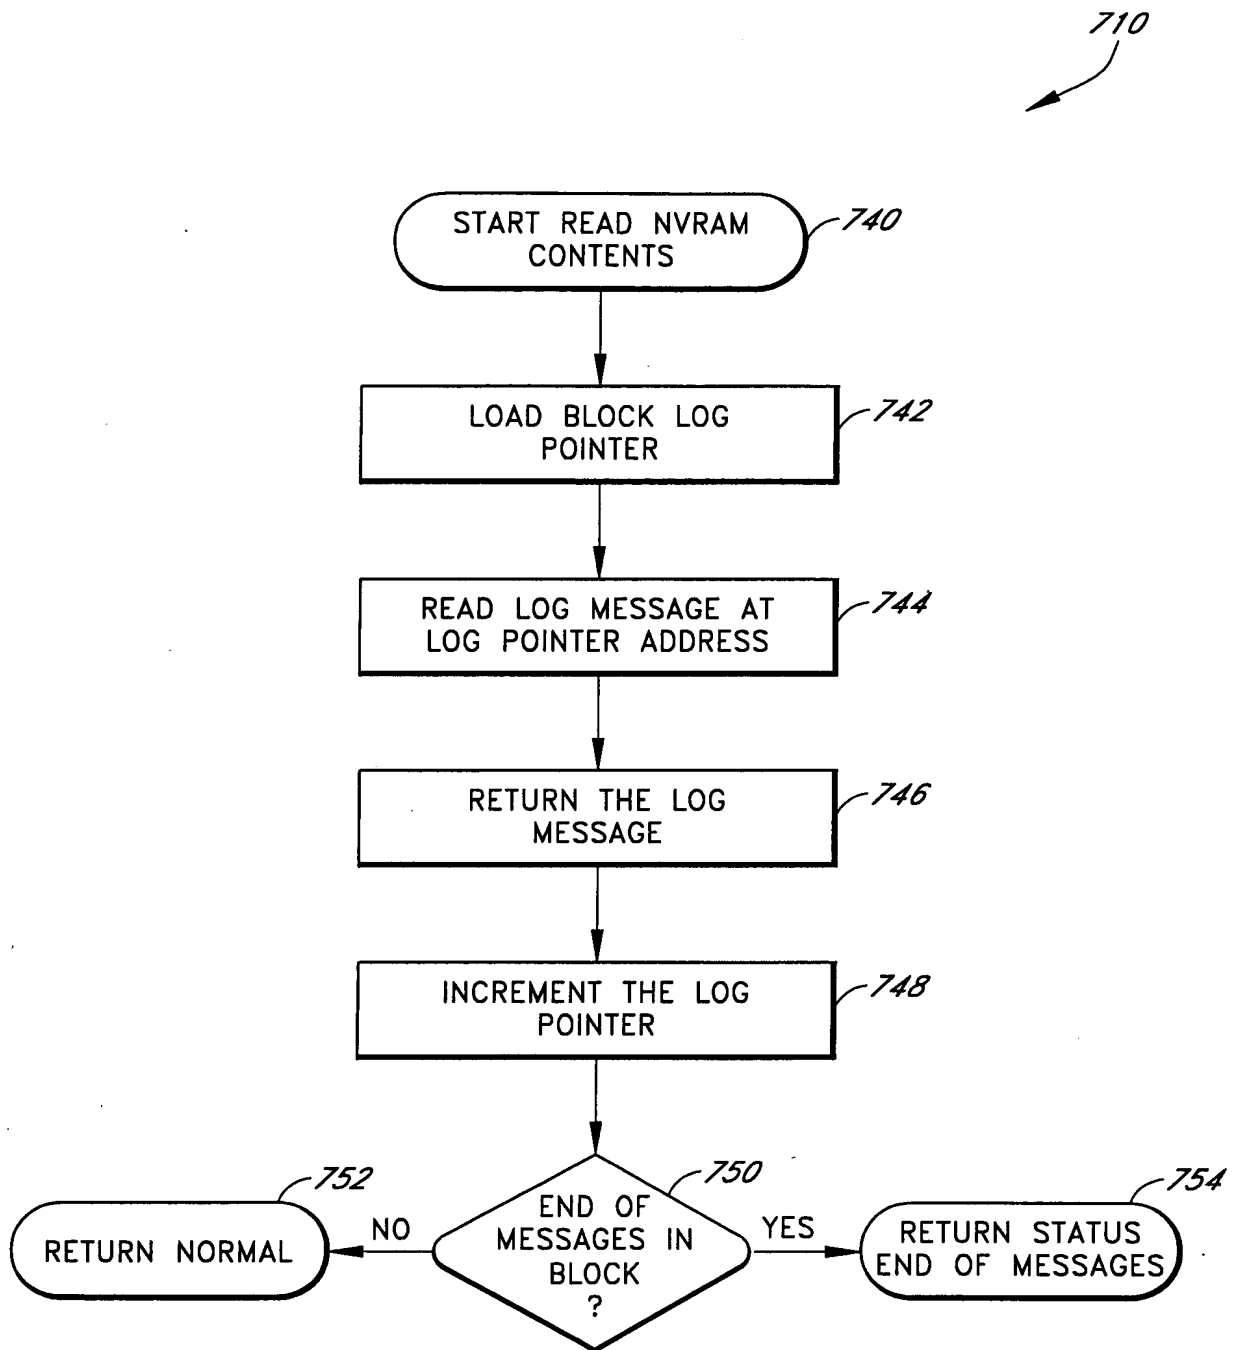 710
START READ NVRAM
CONTENTS
740
LOAD BLOCK LOG
POINTER
742
READ LOG MESSAGE AT
LOG POINTER ADDRESS
744
RETURN THE LOG
MESSAGE
746
INCREMENT THE LOG
POINTER
748
END OF
MESSAGES IN
BLOCK
?
750
NO
RETURN NORMAL
752
YES
RETURN STATUS
END OF MESSAGES
754